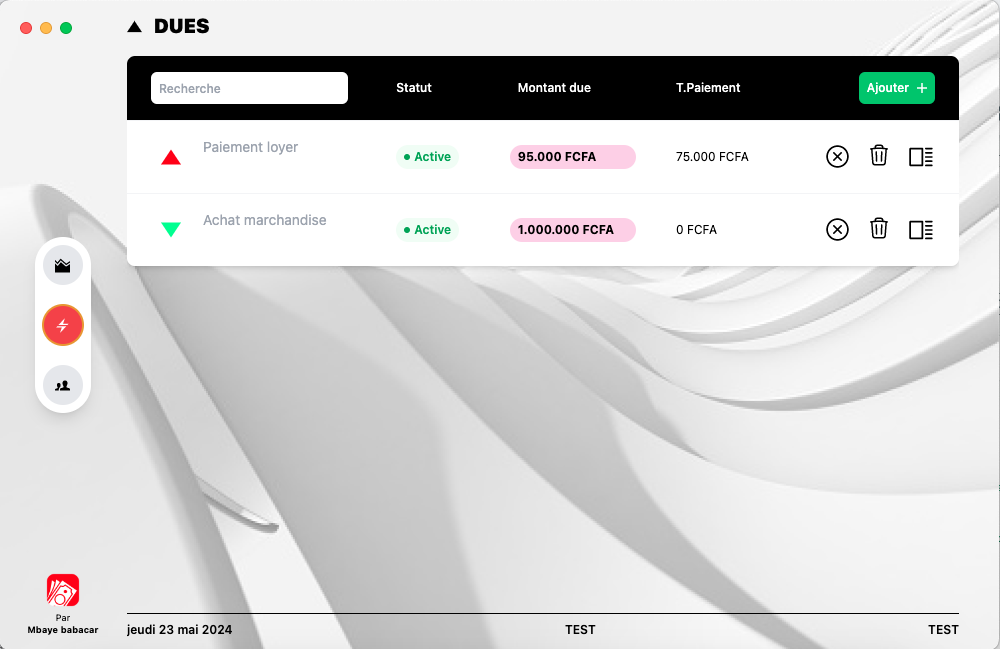 DUES
Recherche Statut Montant due T.Paiement Ajouter +
Paiement loyer Active 95.000 FCFA 75.000 FCFA
Achat marchandise Active 1.000.000 FCFA 0 FCFA
Par
Mbaye babacar
jeudi 23 mai 2024 TEST TEST